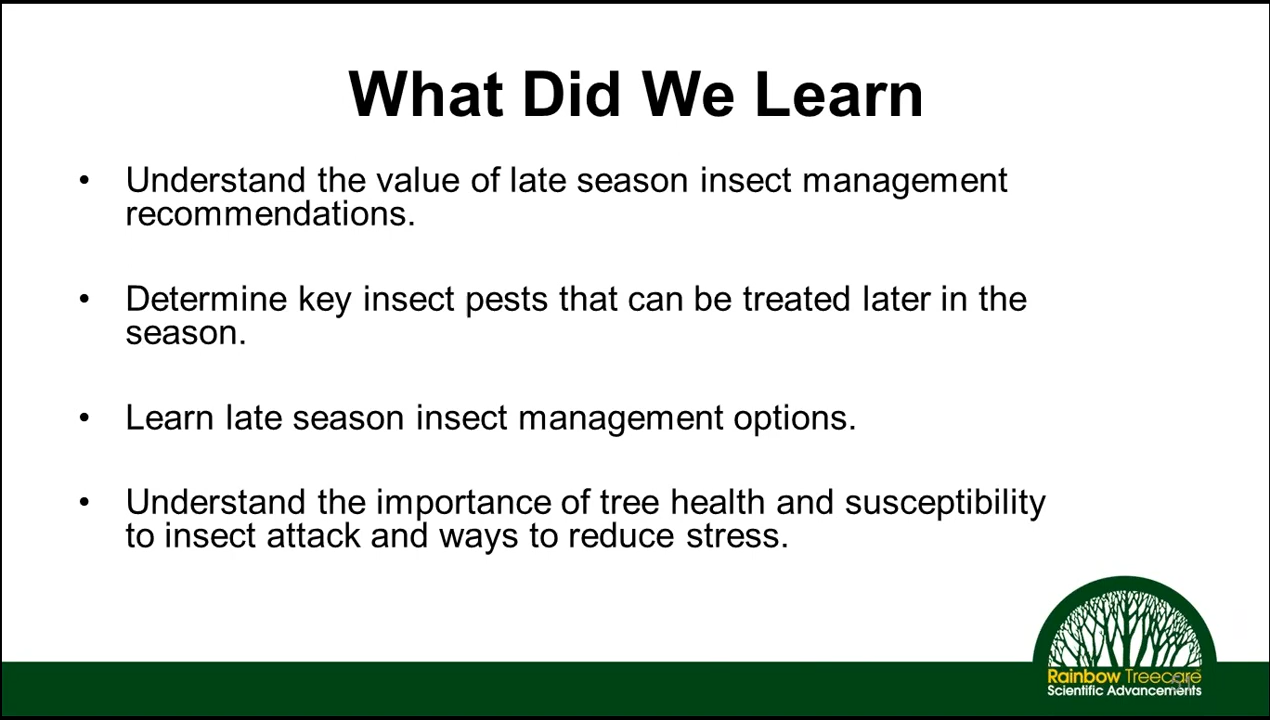 What Did We Learn
• Understand the value of late season insect management
recommendations.
• Determine key insect pests that can be treated later in the
season.
• Learn late season insect management options.
• Understand the importance of tree health and susceptibility
to insect attack and ways to reduce stress.
Rainbow Treecare
Scientific Advancements